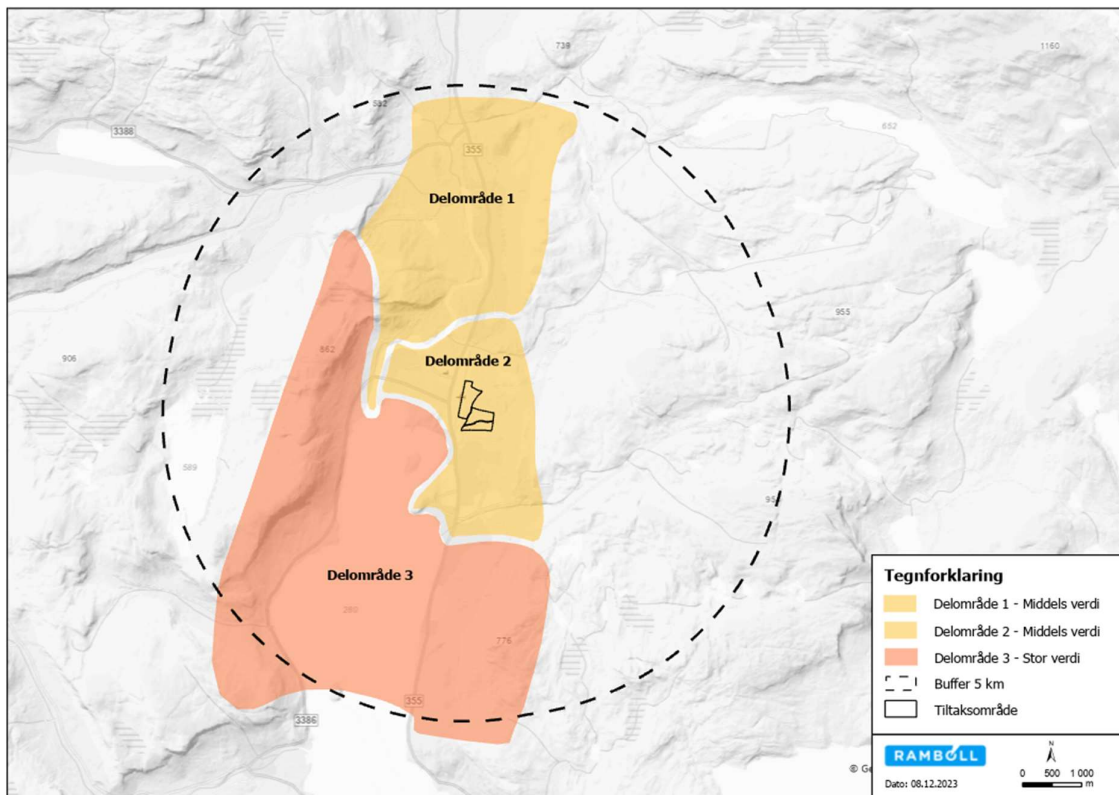 739
1160
582
3388
355
652
Delområde 1
955
Delområde 2
662
906
589
Delområde 3
280
776
355
3386
Tegnforklaring
Delområde 1 - Middels verdi
Delområde 2 - Middels verdi
Delområde 3 - Stor verdi
Buffer 5 km
Tiltaksområde
RAMBOLL
N
Dato: 08.12.2023
0 500 1 000
m